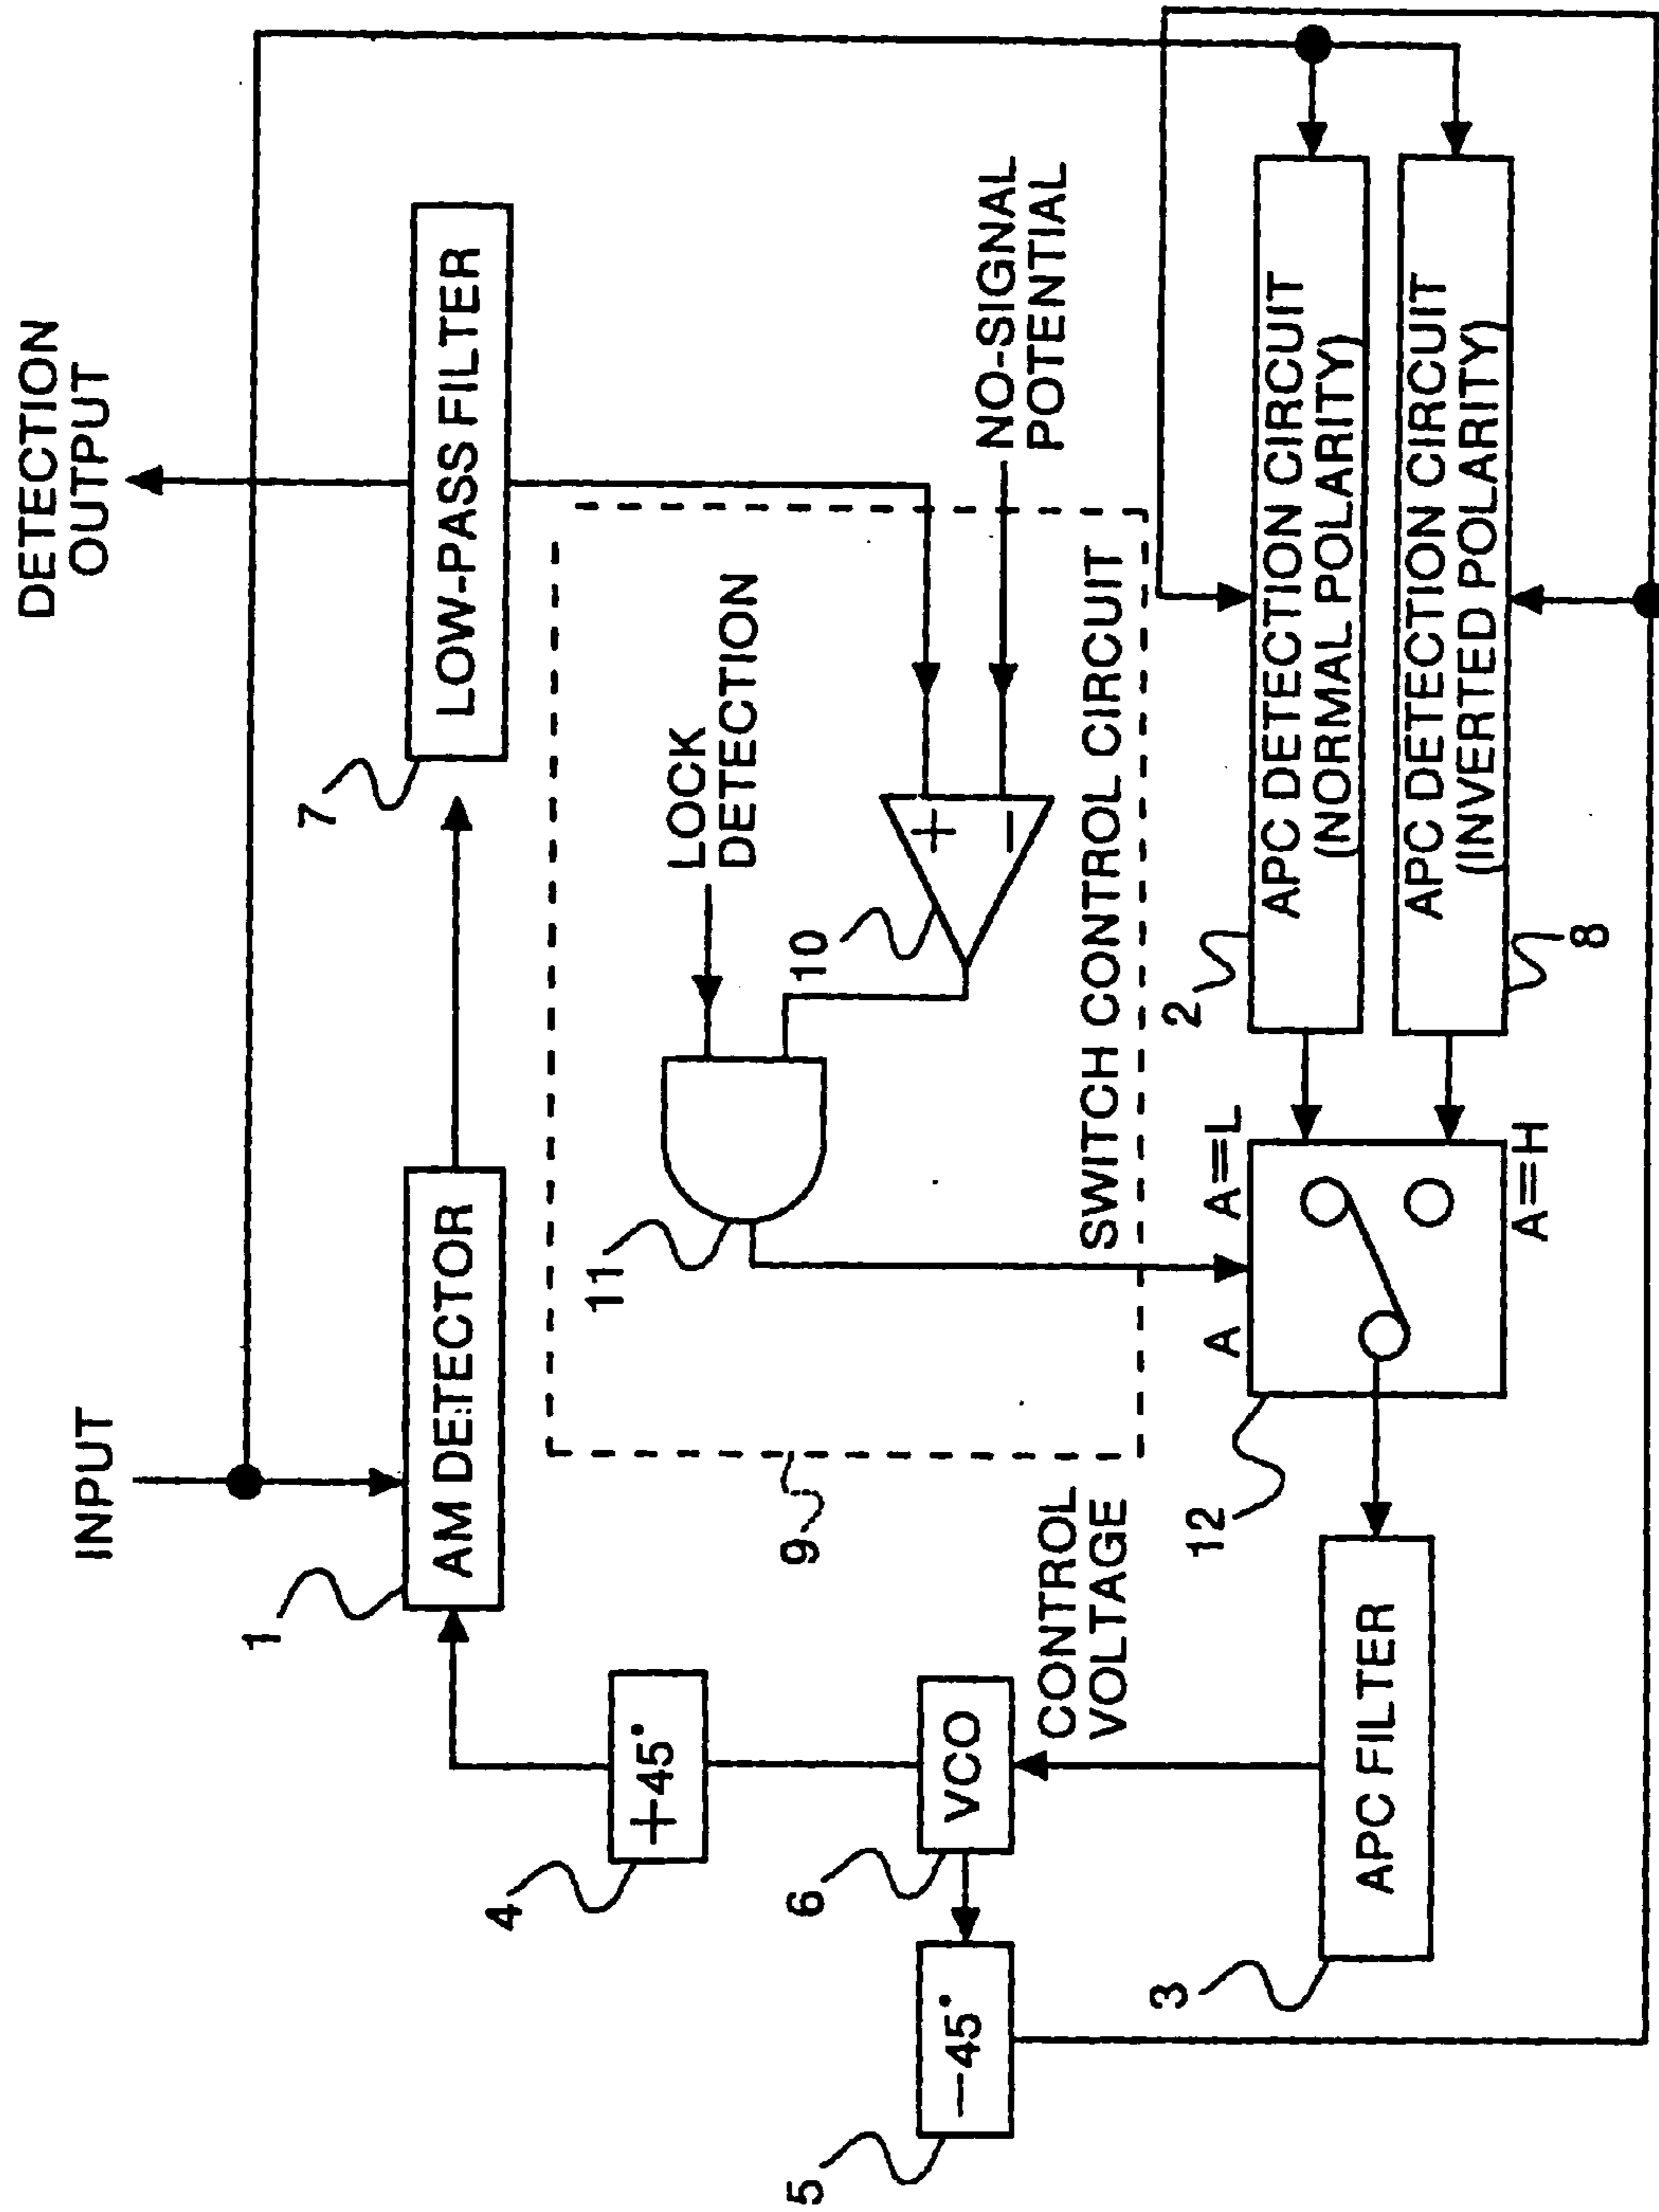 INPUT
DETECTION
OUTPUT
1
AM DETECTOR
7
LOW-PASS FILTER
4
+45°
LOCK
DETECTION
11
10
+
−
NO-SIGNAL
POTENTIAL
9
SWITCH CONTROL CIRCUIT
5
−45°
6
VCO
CONTROL
VOLTAGE
3
APC FILTER
12
A
A=L
A=H
2
APC DETECTION CIRCUIT
(NORMAL POLARITY)
APC DETECTION CIRCUIT
(INVERTED POLARITY)
8